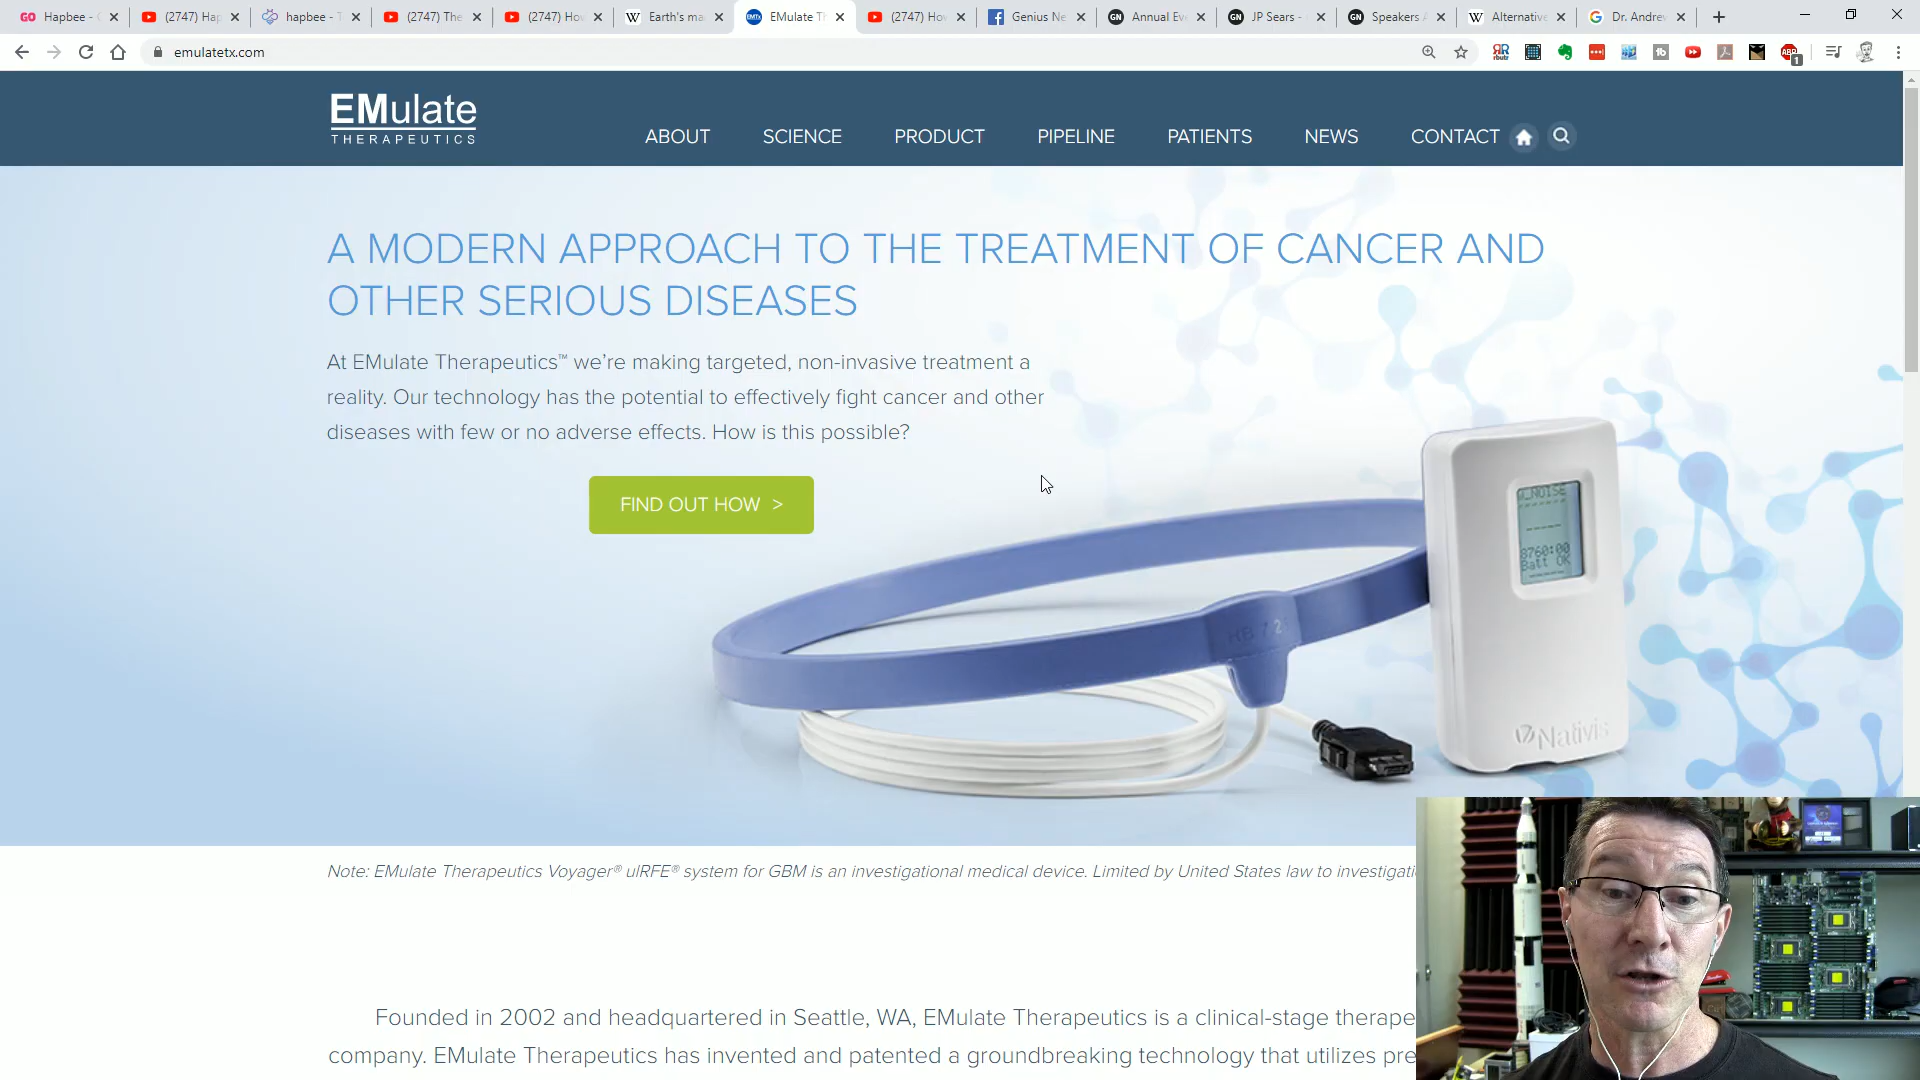 Hapbee -
(2747) Hap
hapbee - T
(2747) The
(2747) Hou
Earth's ma
EMulate T
(2747) Hov
Genius Ne
Annual Ev
JP Sears -
Speakers A
Alternative
Dr. Andre
emulatetx.com
EMulate
THERAPEUTICS
ABOUT
SCIENCE
PRODUCT
PIPELINE
PATIENTS
NEWS
CONTACT
A MODERN APPROACH TO THE TREATMENT OF CANCER AND
OTHER SERIOUS DISEASES
At EMulate Therapeutics™ we're making targeted, non-invasive treatment a
reality. Our technology has the potential to effectively fight cancer and other
diseases with few or no adverse effects. How is this possible?
FIND OUT HOW >
NOISE
8760:00
Batt OK
HB 72
Nativis
Note: EMulate Therapeutics Voyager® ulRFE® system for GBM is an investigational medical device. Limited by United States law to investigati
Founded in 2002 and headquartered in Seattle, WA, EMulate Therapeutics is a clinical-stage therape
company. EMulate Therapeutics has invented and patented a groundbreaking technology that utilizes pre